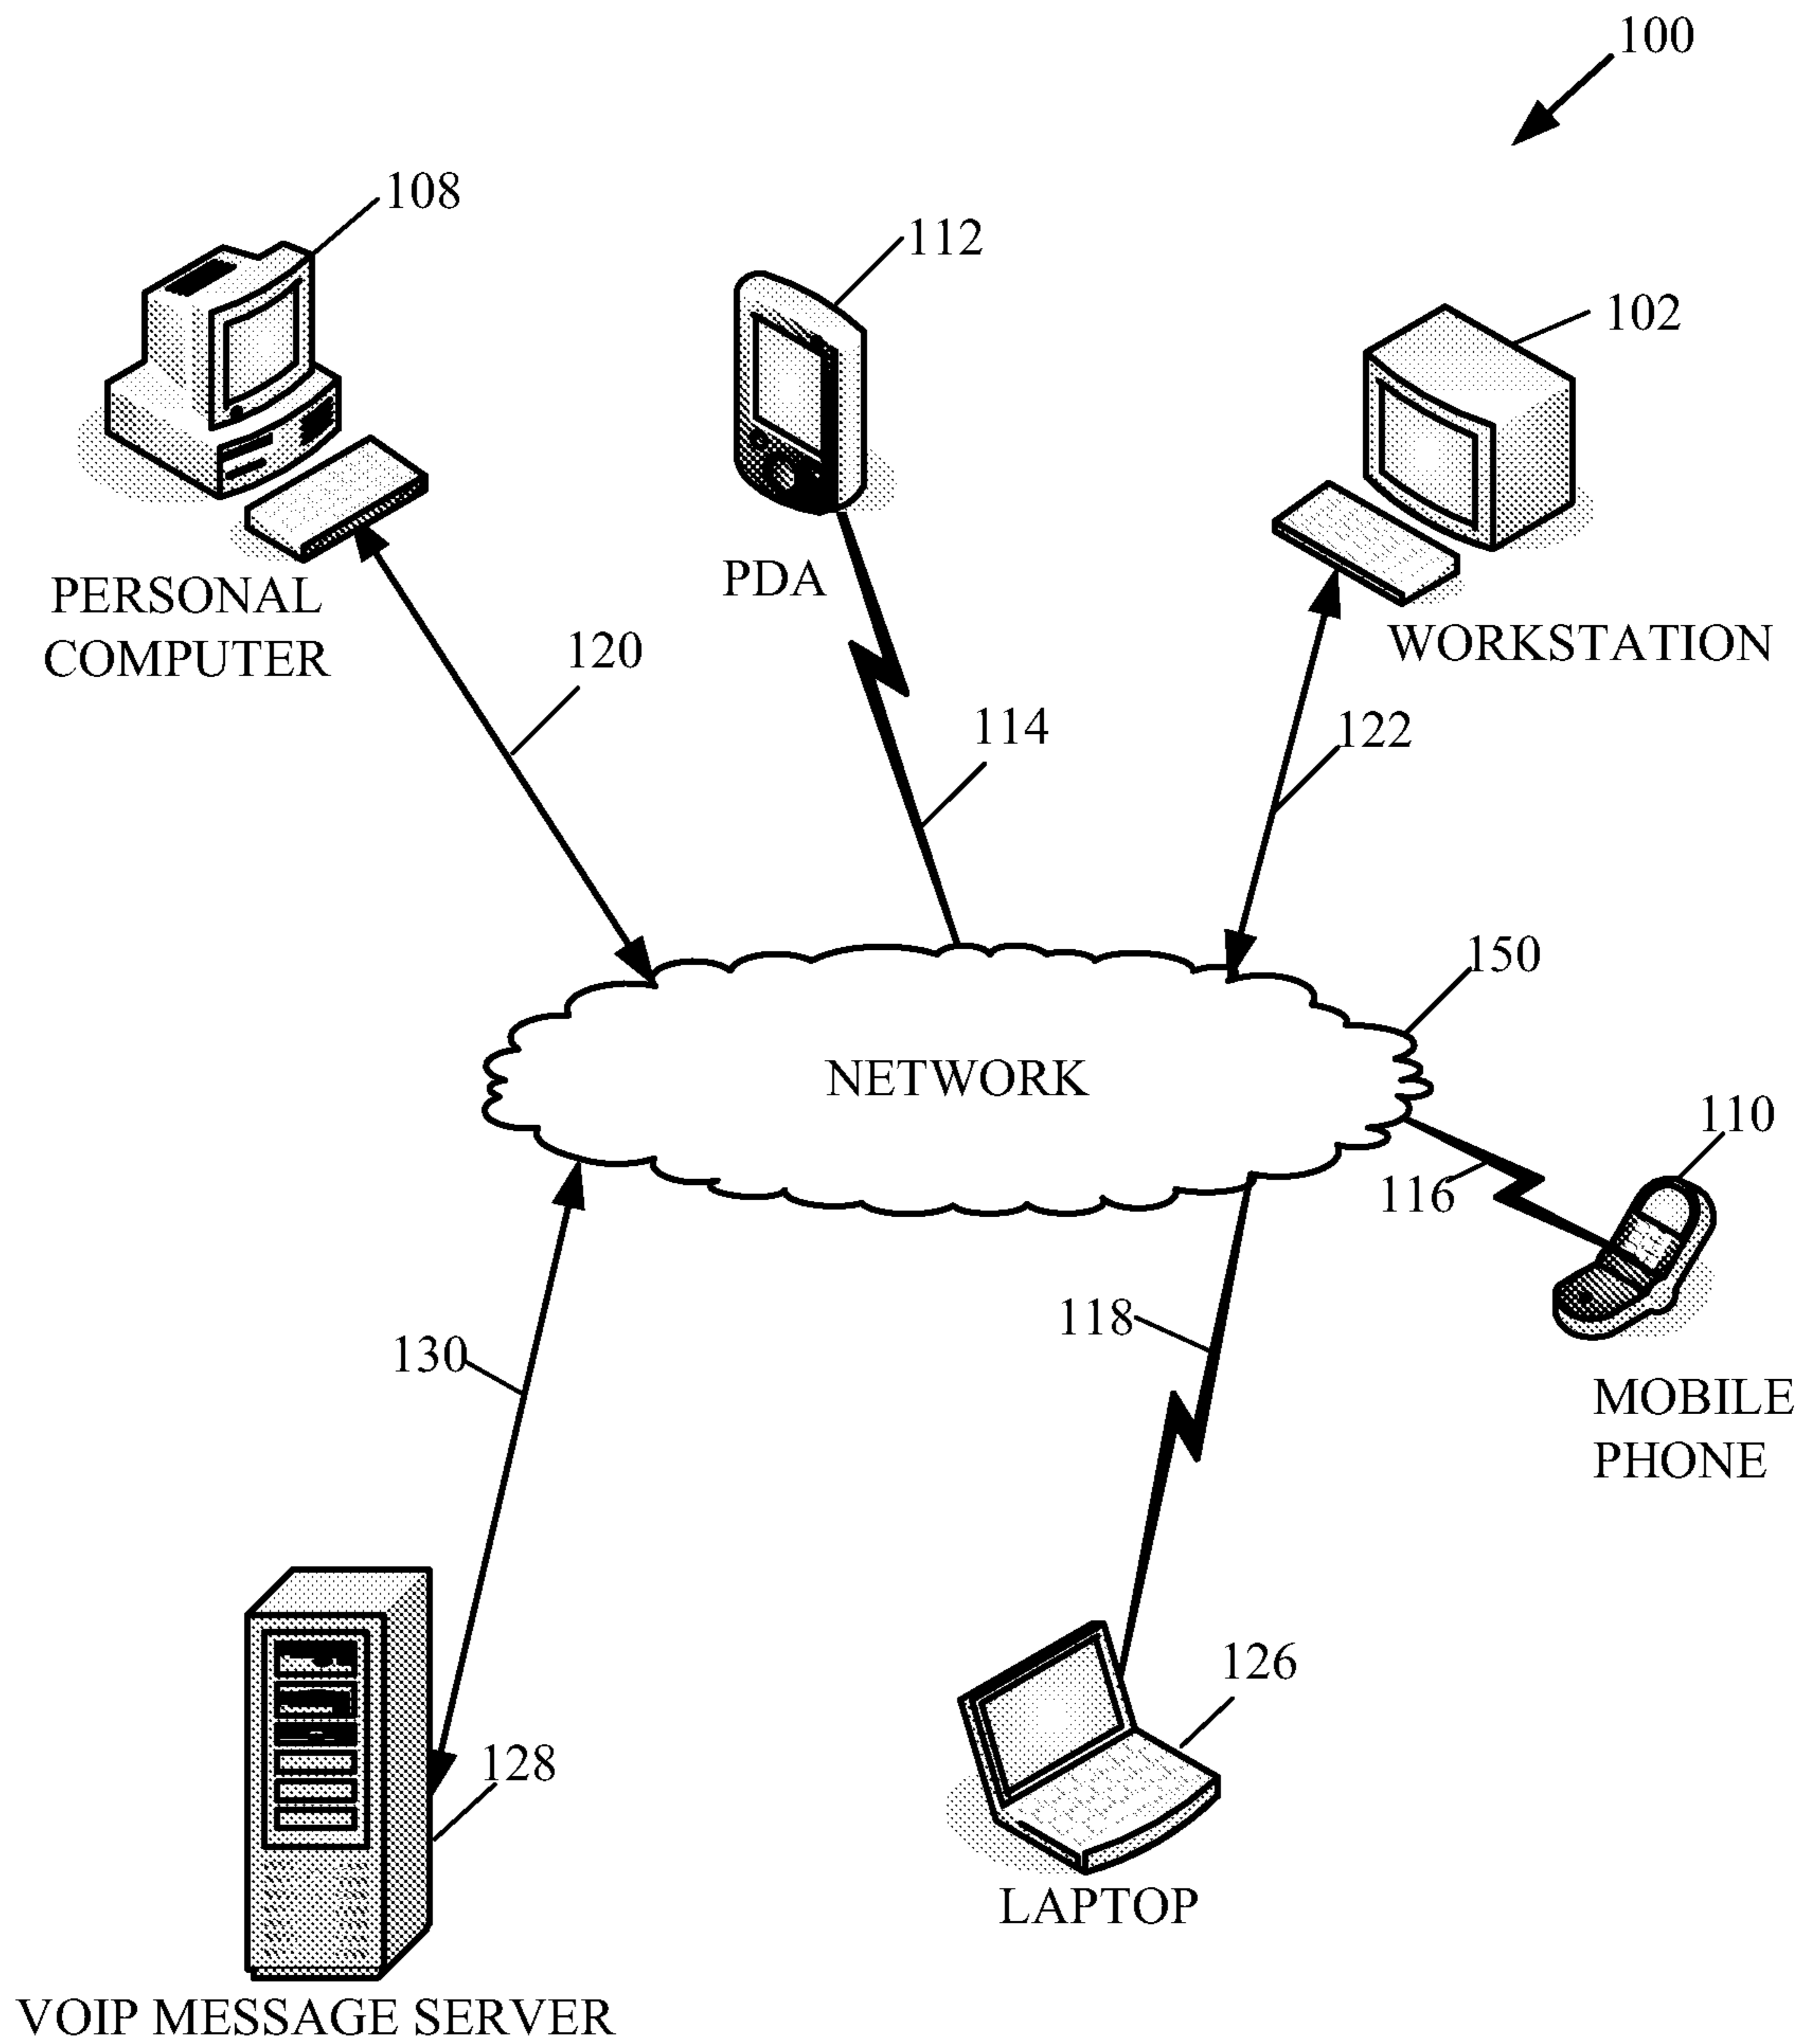 100
108
112
102
PERSONAL
COMPUTER
PDA
WORKSTATION
120
114
122
150
NETWORK
110
116
118
130
MOBILE
PHONE
126
128
LAPTOP
VOIP MESSAGE SERVER